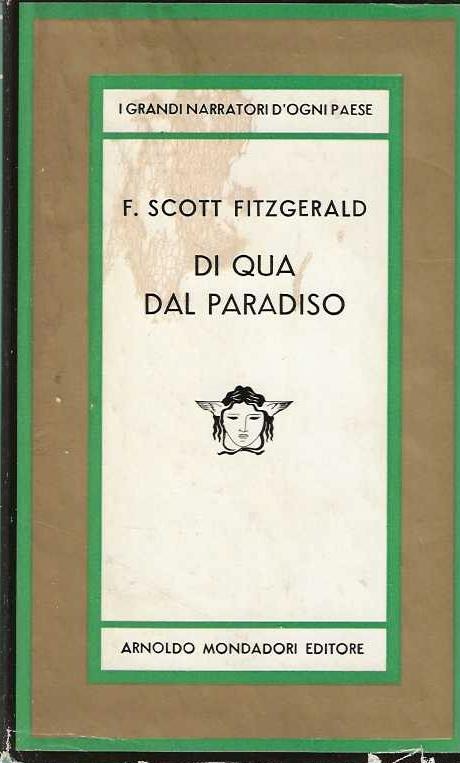 I GRANDI NARRATORI D'OGNI PAESE
F. SCOTT FITZGERALD
DI QUA
DAL PARADISO
ARNOLDO MONDADORI EDITORE